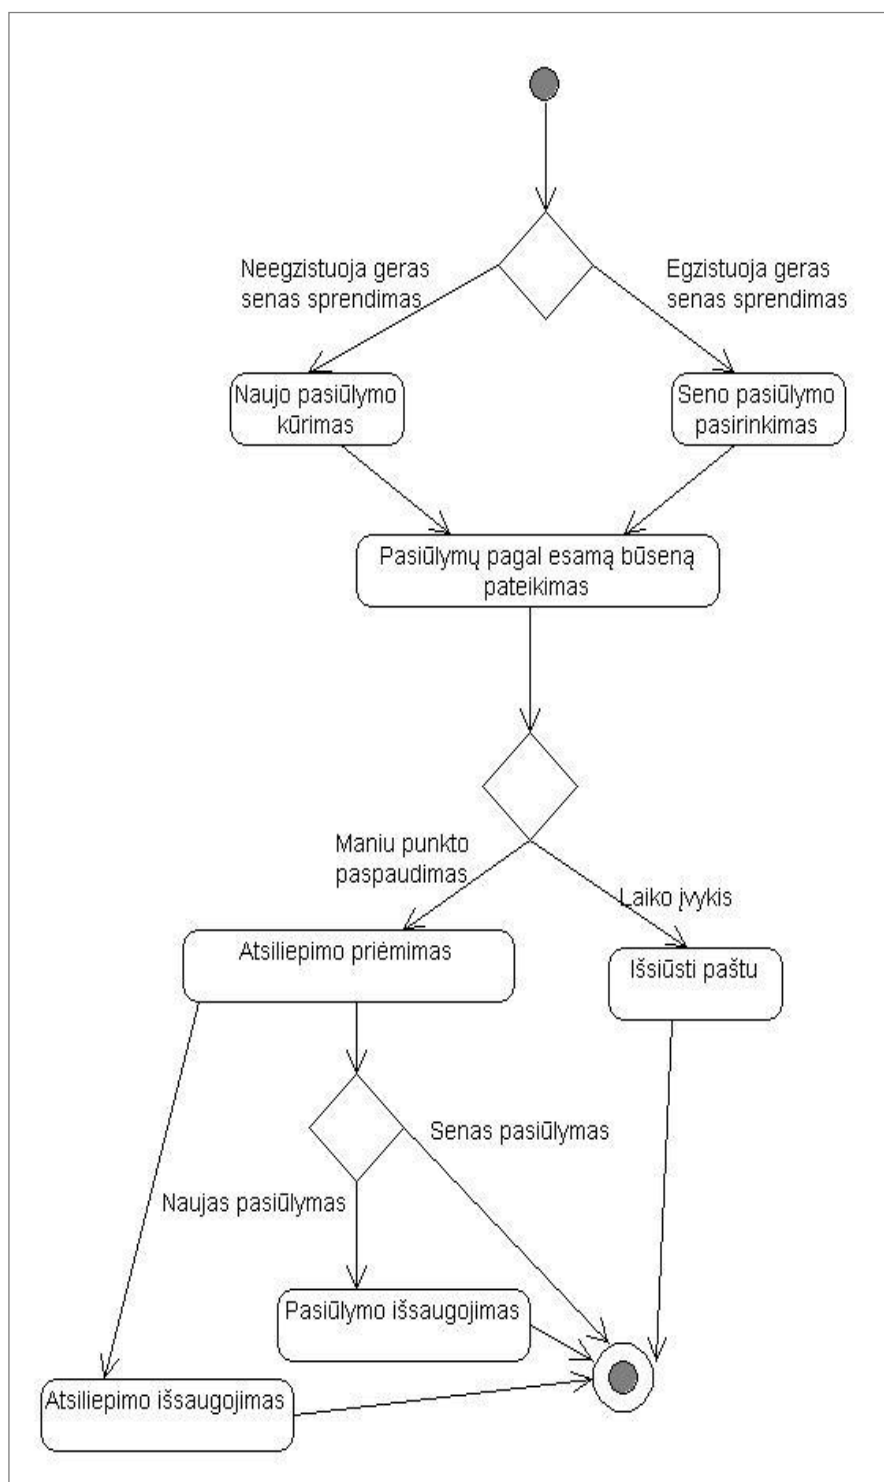 Neegzistuoja geras
senas sprendimas
Egzistuoja geras
senas sprendimas
Naujo pasiūlymo
kūrimas
Seno pasiūlymo
pasirinkimas
Pasiūlymų pagal esamą būseną
pateikimas
Maniu punkto
paspaudimas
Laiko įvykis
Atsiliepimo priėmimas
Išsiūsti paštu
Senas pasiūlymas
Naujas pasiūlymas
Pasiūlymo išsaugojimas
Atsiliepimo išsaugojimas